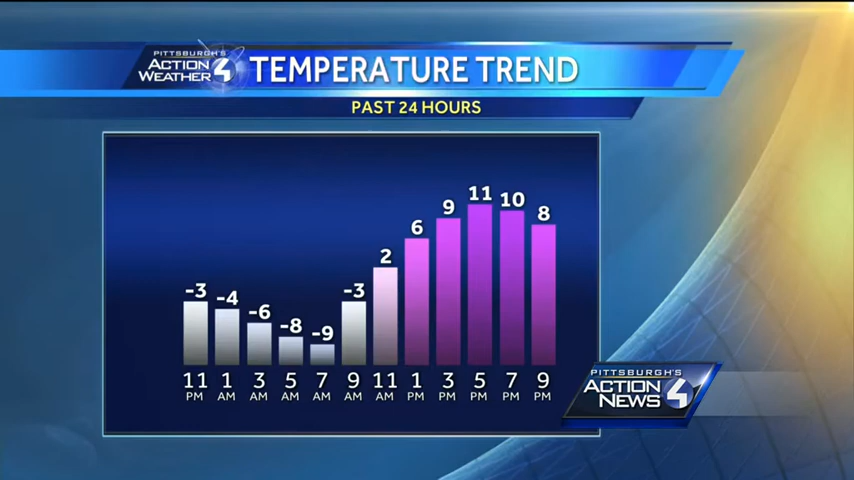 PITTSBURGH'S
ACTION
WEATHER 4
TEMPERATURE TREND
PAST 24 HOURS
-3 -4 -6 -8 -9 -3 2 6 9 11 10 8
11 1 3 5 7 9 11 1 3 5 7 9
PM AM AM AM AM AM AM PM PM PM PM PM
PITTSBURGH'S
ACTION
NEWS 4